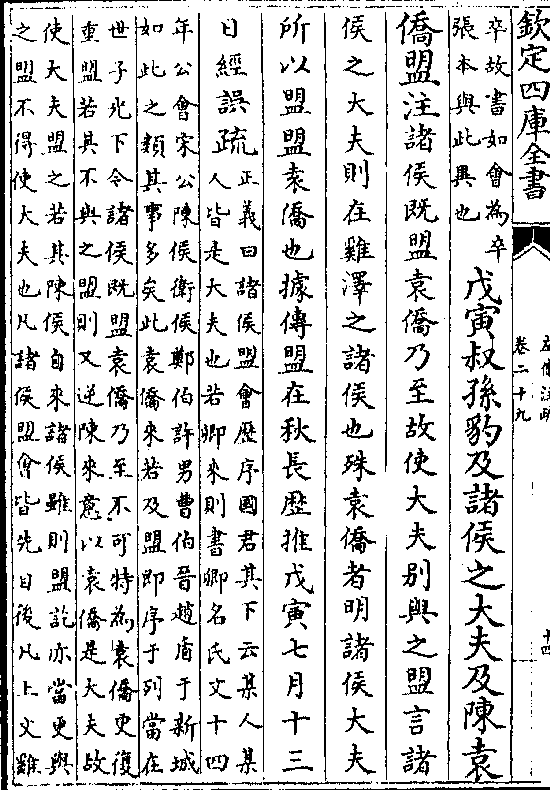 欽定四庫全書
卷二十九
十四
卒故書如會為卒
張本與此異也
戊寅叔孫豹及諸侯之大夫及陳袁
僑盟注諸侯既盟袁僑乃至故使大夫別與之盟言諸
侯之大夫則在雞澤之諸侯也殊袁僑者明諸侯大夫
所以盟盟袁僑也據傳盟在秋長歴推戊寅七月十三
日經誤疏
正義曰諸侯盟會歴序國君其下云某人某
人皆是大夫也若卿來則書卿名氏文十四
年公會宋公陳侯衛侯鄭伯許男曹伯晉趙盾于新城
如此之類其事多矣此袁僑來若及盟即序于列當在
世子光下今諸侯既盟袁僑乃至不可特為袁僑更復
重盟若其不與之盟則又逆陳來意以袁僑是大夫故
使大夫盟之若其陳侯自來諸侯雖則盟訖亦當更與
之盟不得使大夫也凡諸侯盟會皆先目後凡上文雞